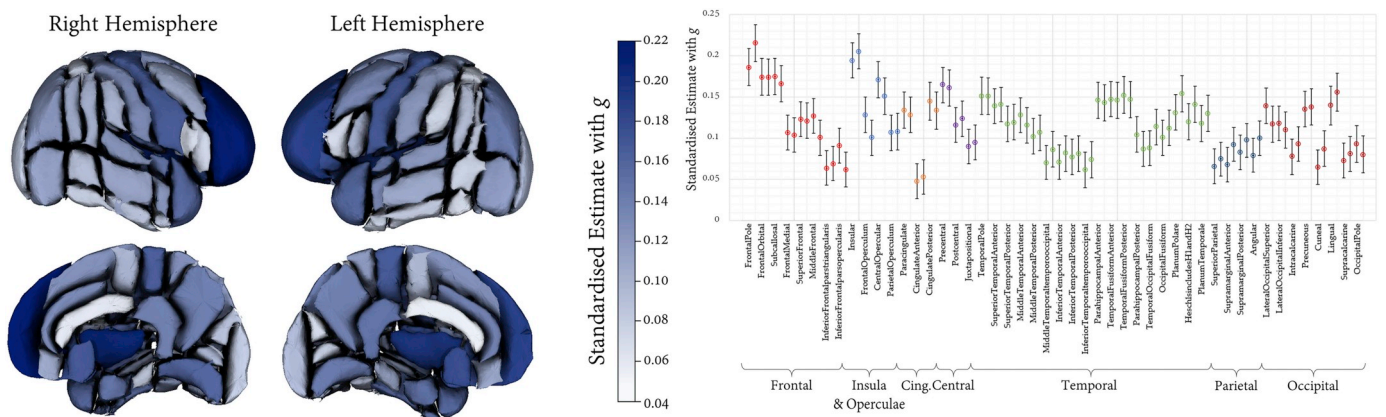 Right Hemisphere
Left Hemisphere
Standardised Estimate with g
0.22
0.20
0.18
0.16
0.14
0.12
0.10
0.08
0.06
0.04
Standardised Estimate with g
0.25
0.2
0.15
0.1
0.05
0
FrontalPole
FrontalOrbital
Subcallosal
FrontalMedial
SuperiorFrontal
MiddleFrontal
InferiorFrontalparstriangularis
InferiorFrontalparsopercularis
Insular
FrontalOperculum
CentralOpercular
ParietalOperculum
Paracingulate
CingulateAnterior
CingulatePosterior
Precentral
Postcentral
Juxtapositional
TemporalPole
SuperiorTemporalAnterior
SuperiorTemporalPosterior
MiddleTemporalAnterior
MiddleTemporalPosterior
MiddleTemporaltemporooccipital
InferiorTemporalAnterior
InferiorTemporalPosterior
InferiorTemporaltemporooccipital
ParahippocampalAnterior
TemporalFusiformAnterior
TemporalFusiformPosterior
ParahippocampalPosterior
TemporalOccipitalFusiform
OccipitalFusiform
PlanumPolare
HeschlsincludesH1andH2
PlanumTemporale
SuperiorParietal
SupramarginalAnterior
SupramarginalPosterior
Angular
LateralOccipitalSuperior
LateralOccipitalInferior
Intracalcarine
Precuneous
Cuneal
Lingual
Supracalcarine
OccipitalPole
Frontal
Insula
& Operculae
Cing.
Central
Temporal
Parietal
Occipital